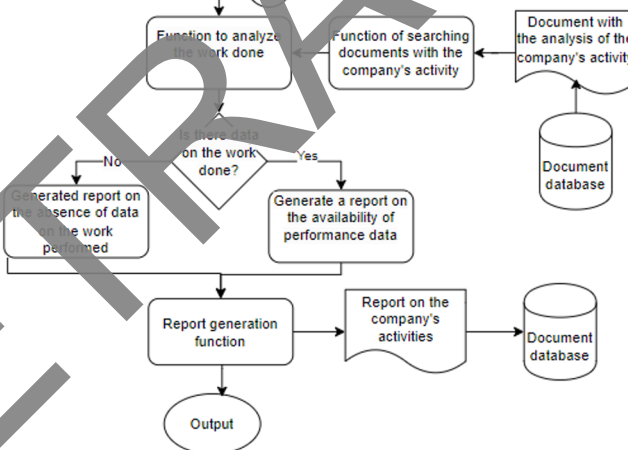 Function to analyze
the work done
Function of searching
documents with the
company's activity
Document with
the analysis of the
company's activity
Document
database
Is there data
on the work
done?
No
Yes
Generated report on
the absence of data
on the work
performed
Generate a report on
the availability of
performance data
Report generation
function
Report on the
company's
activities
Document
database
Output